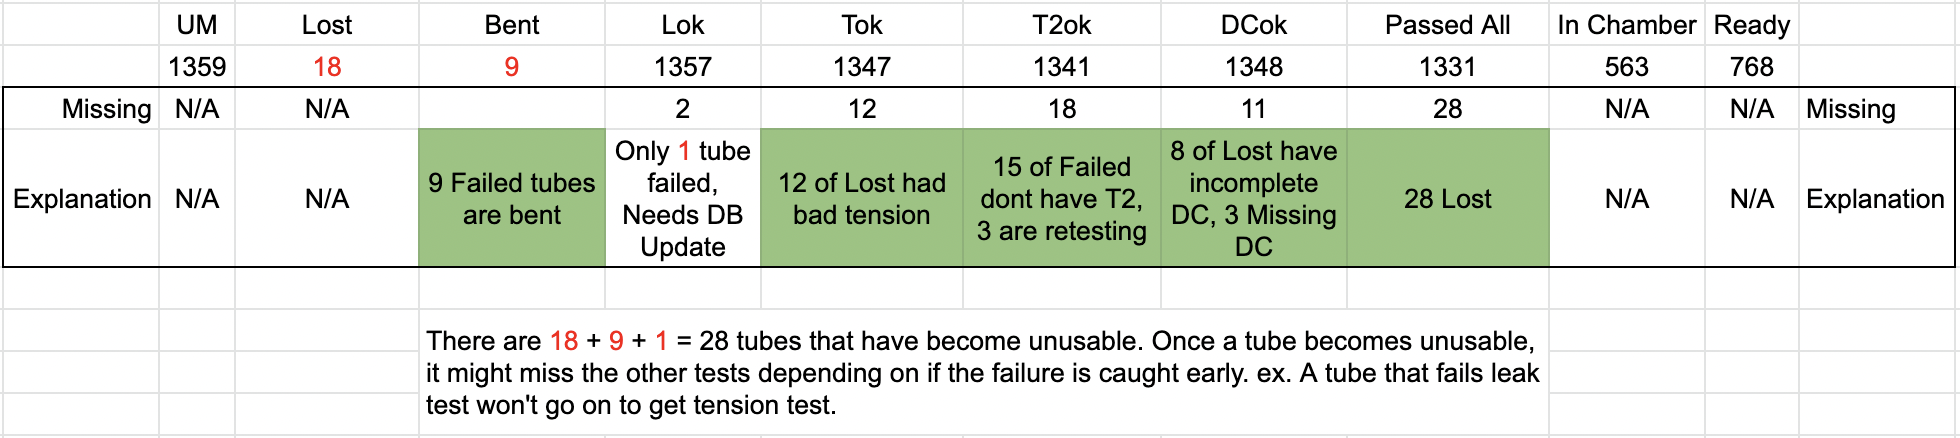 UM Lost Bent Lok Tok T2ok DCok Passed All In Chamber Ready
1359 18 9 1357 1347 1341 1348 1331 563 768
Missing N/A N/A 2 12 18 11 28 N/A N/A Missing
Explanation N/A N/A
9 Failed tubes
are bent
Only 1 tube
failed,
Needs DB
Update
12 of Lost had
bad tension
15 of Failed
dont have T2,
3 are retesting
8 of Lost have
incomplete
DC, 3 Missing
DC
28 Lost
N/A N/A Explanation
There are 18 + 9 + 1 = 28 tubes that have become unusable. Once a tube becomes unusable,
it might miss the other tests depending on if the failure is caught early. ex. A tube that fails leak
test won't go on to get tension test.